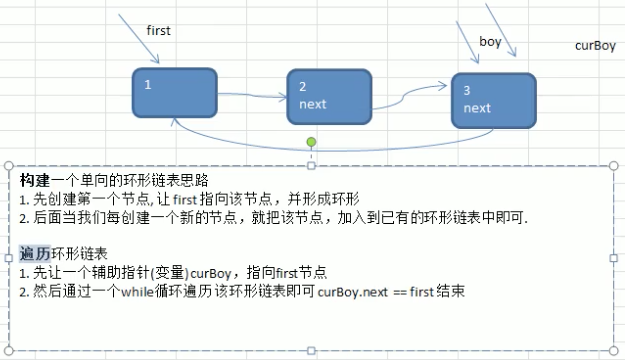 first
boy
curBoy
1
2
next
3
next
构建一个单向的环形链表思路
1. 先创建第一个节点, 让 first 指向该节点，并形成环形
2. 后面当我们每创建一个新的节点，就把该节点，加入到已有的环形链表中即可.
遍历环形链表
1. 先让一个辅助指针(变量) curBoy，指向first节点
2. 然后通过一个while循环遍历该环形链表即可 curBoy.next == first 结束